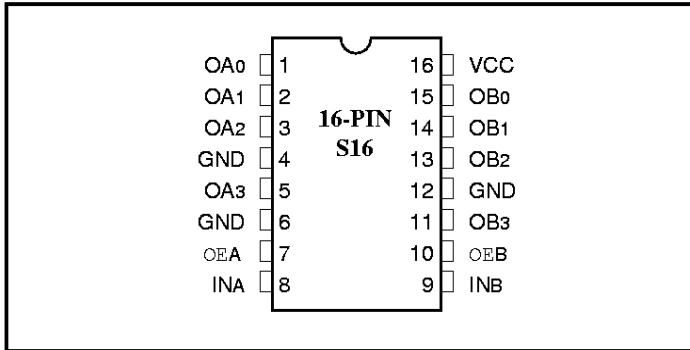 OA0 1 16 VCC
OA1 2 15 OB0
OA2 3 16-PIN 14 OB1
S16
GND 4 13 OB2
OA3 5 12 GND
GND 6 11 OB3
OEA 7 10 OEB
INA 8 9 INB